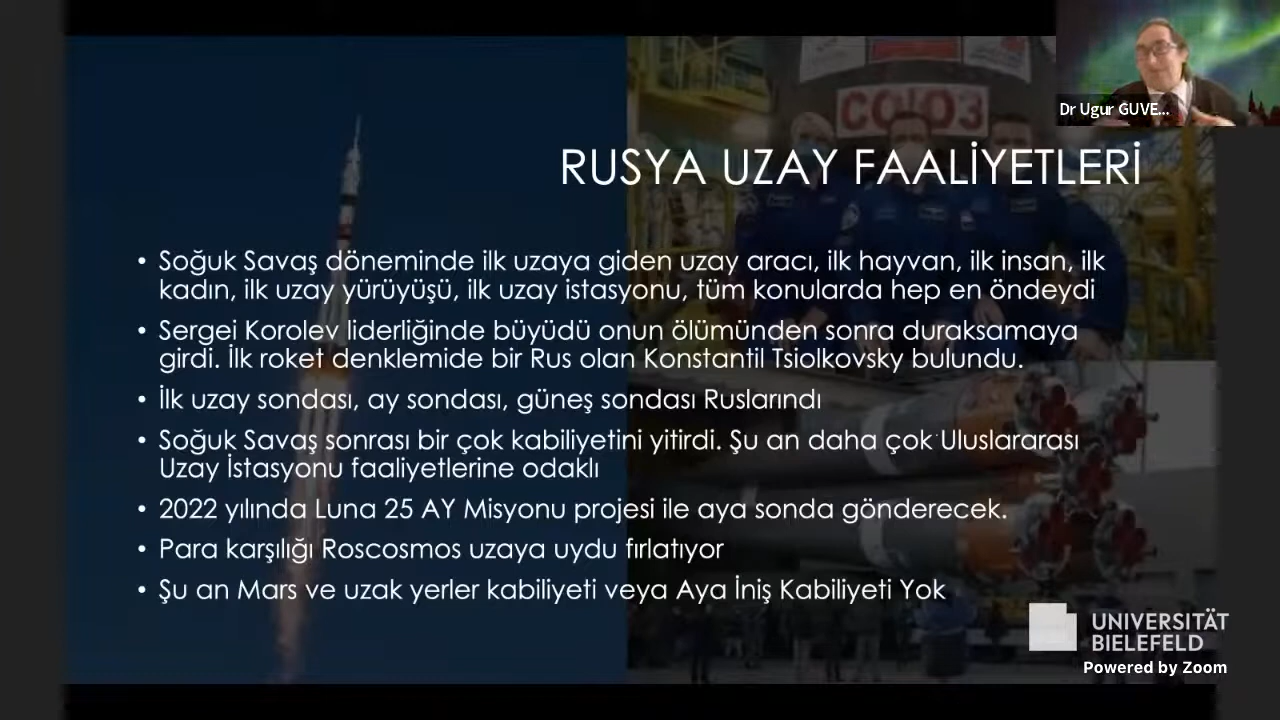 СОЮЗ
Dr Ugur GUVE...
RUSYA UZAY FAALİYETLERİ
• Soğuk Savaş döneminde ilk uzaya giden uzay aracı, ilk hayvan, ilk insan, ilk
kadın, ilk uzay yürüyüşü, ilk uzay istasyonu, tüm konularda hep en öndeydi
• Sergei Korolev liderliğinde büyüdü onun ölümünden sonra duraksamaya
girdi. İlk roket denklemide bir Rus olan Konstantil Tsiolkovsky bulundu.
• İlk uzay sondası, ay sondası, güneş sondası Ruslarındı
• Soğuk Savaş sonrası bir çok kabiliyetini yitirdi. Şu an daha çok Uluslararası
Uzay İstasyonu faaliyetlerine odaklı
• 2022 yılında Luna 25 AY Misyonu projesi ile aya sonda gönderecek.
• Para karşılığı Roscosmos uzaya uydu fırlatıyor
• Şu an Mars ve uzak yerler kabiliyeti veya Aya İniş Kabiliyeti Yok
UNIVERSITÄT
BIELEFELD
Powered by Zoom